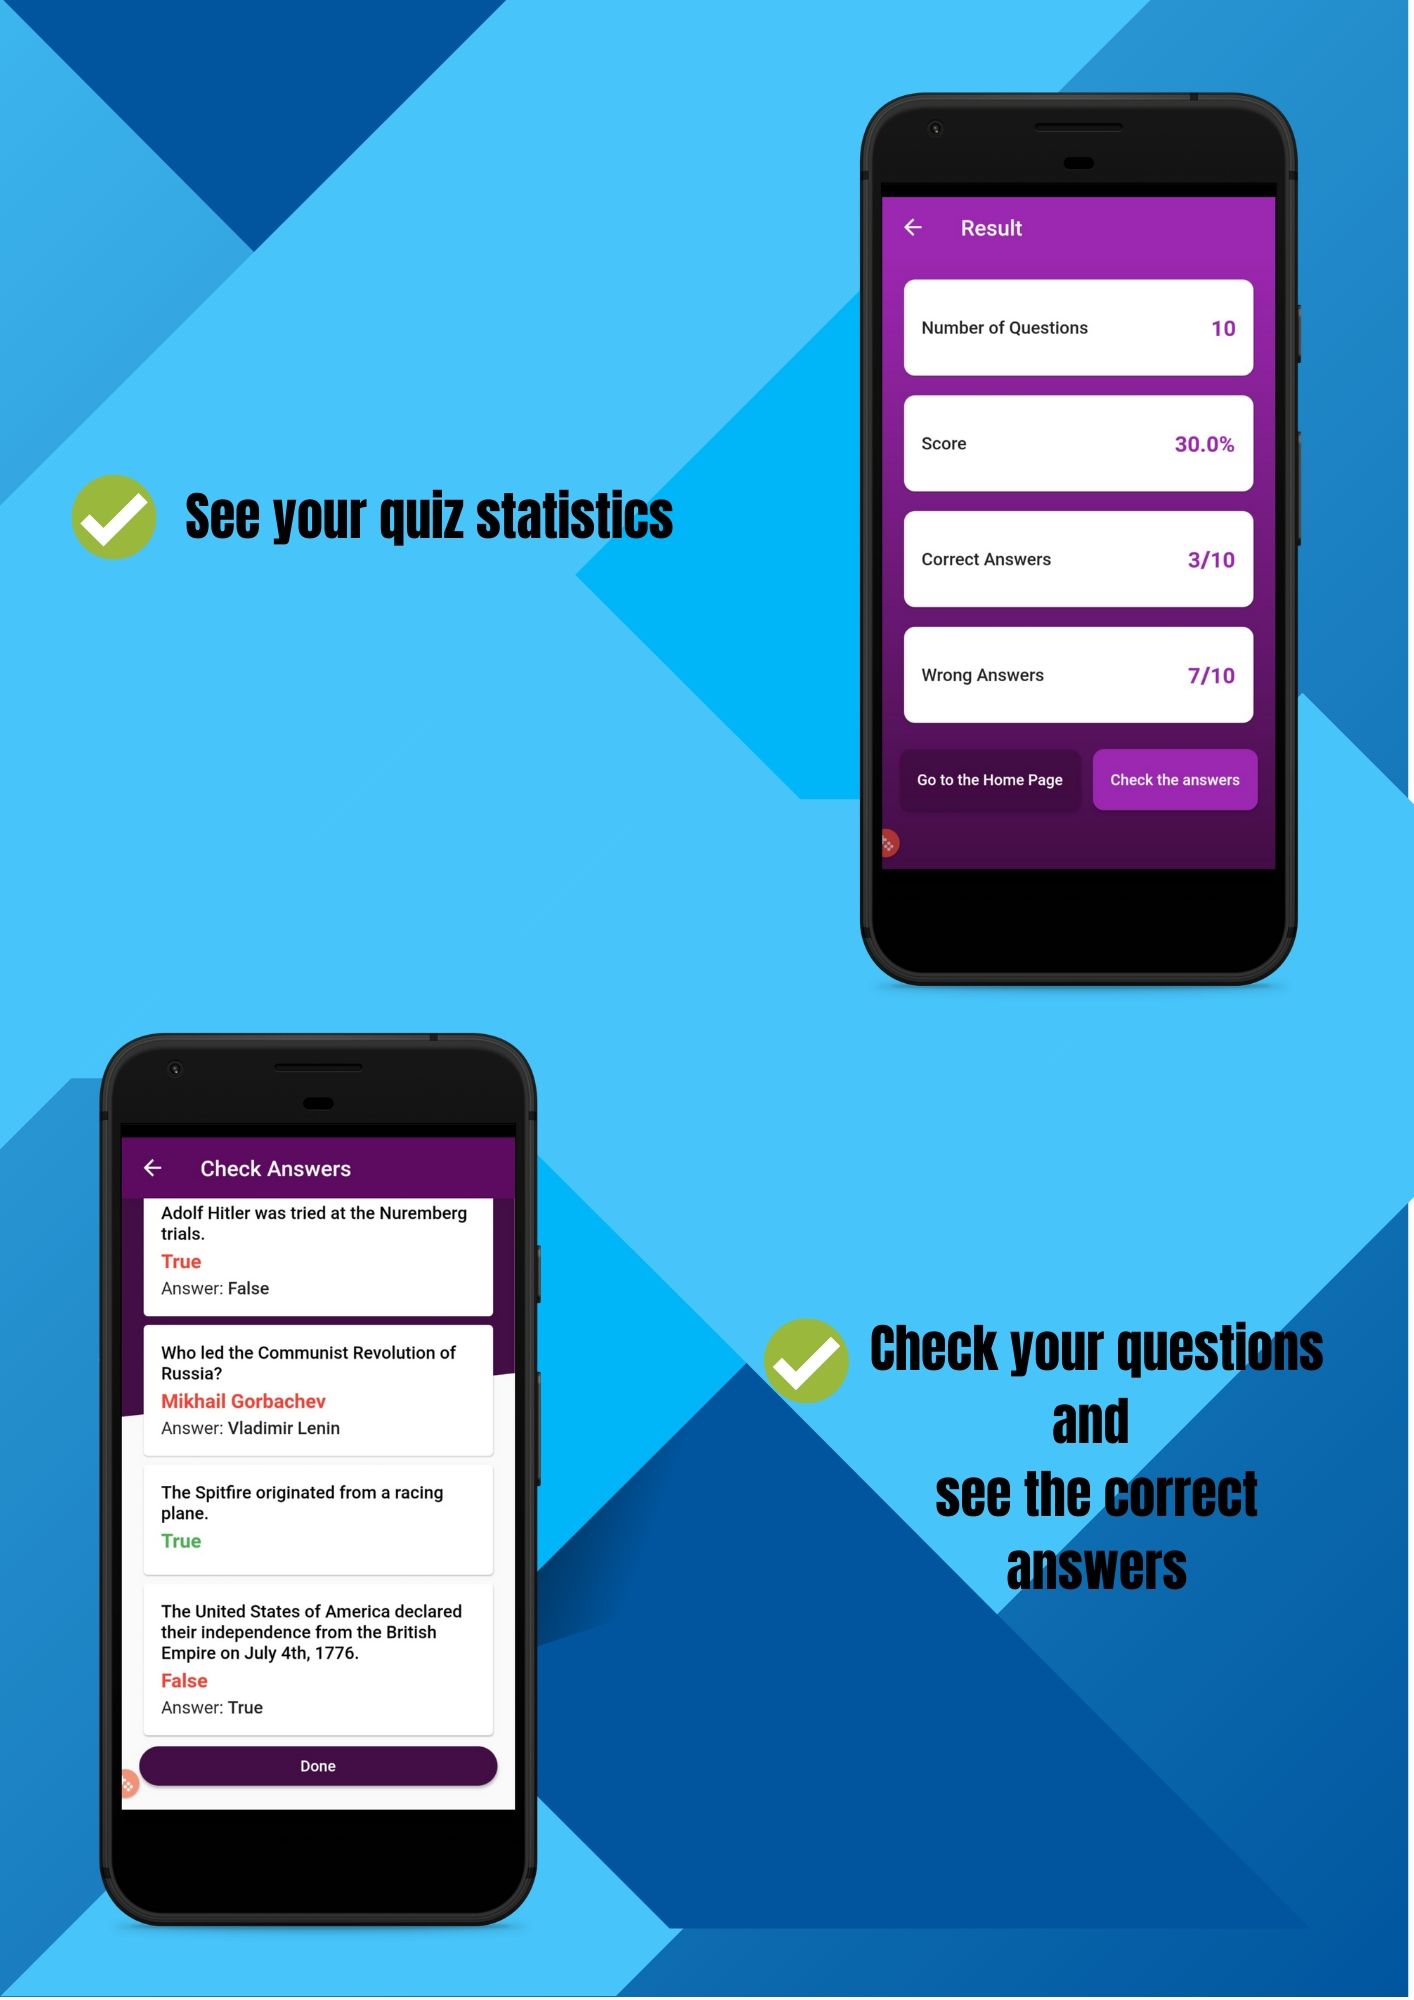 Result
Number of Questions 10
Score 30.0%
Correct Answers 3/10
Wrong Answers 7/10
Go to the Home Page Check the answers
See your quiz statistics
Check Answers
Adolf Hitler was tried at the Nuremberg
trials.
True
Answer: False
Who led the Communist Revolution of
Russia?
Mikhail Gorbachev
Answer: Vladimir Lenin
The Spitfire originated from a racing
plane.
True
The United States of America declared
their independence from the British
Empire on July 4th, 1776.
False
Answer: True
Done
Check your questions
and
see the correct
answers